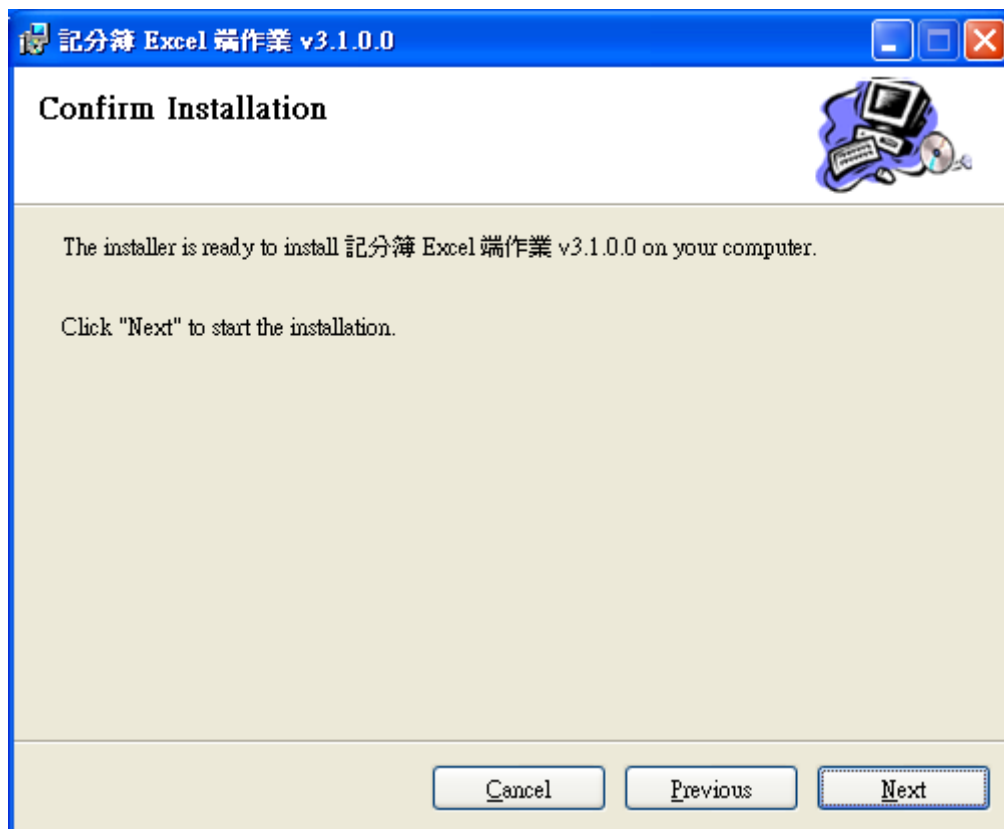 記分簿 Excel 端作業 v3.1.0.0
Confirm Installation
The installer is ready to install 記分簿 Excel 端作業 v3.1.0.0 on your computer.
Click "Next" to start the installation.
Cancel
Previous
Next